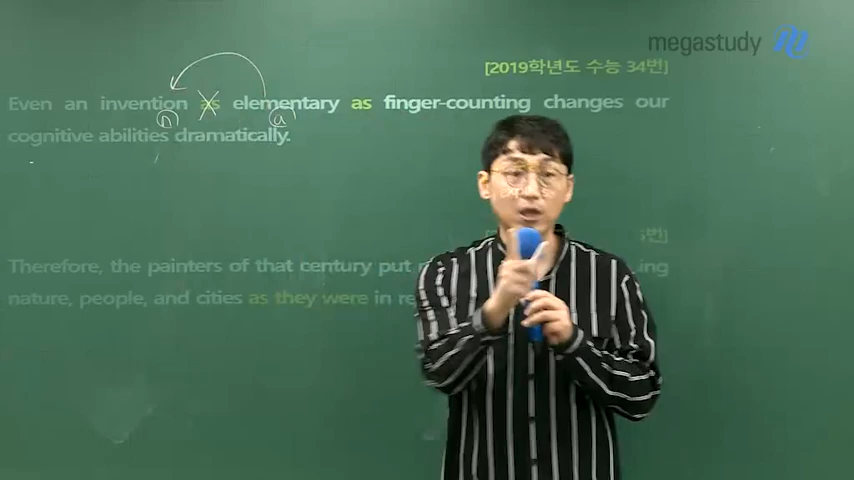 megastudy
[2019학년도 수능 34번]
Even an invention as elementary as finger-counting changes our
n a
cognitive abilities dramatically.
번]
Therefore, the painters of that century put ing
nature, people, and cities as they were in re